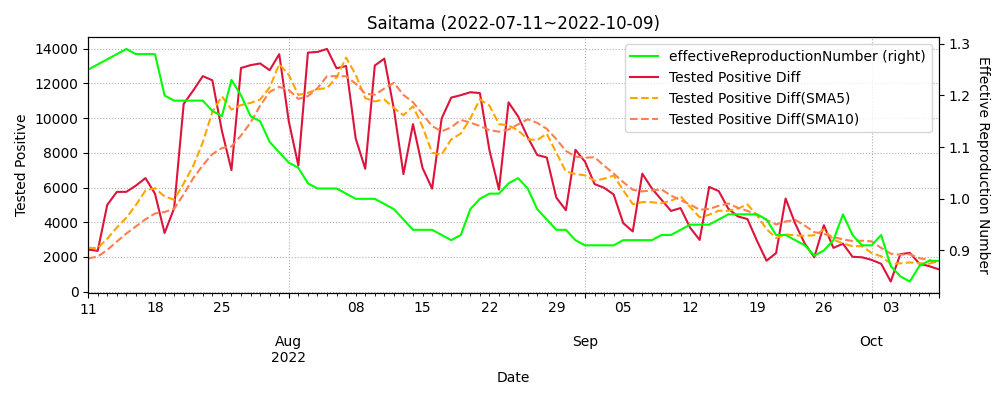 Saitama (2022-07-11~2022-10-09)
effectiveReproductionNumber (right)
Tested Positive Diff
Tested Positive Diff(SMA5)
Tested Positive Diff(SMA10)
Tested Positive
14000
12000
10000
8000
6000
4000
2000
0
1.3
1.2
1.1
1.0
0.9
Effective Reproduction Number
11 18 25 08 15 22 29 05 12 19 26 03
Aug Sep Oct
2022
Date